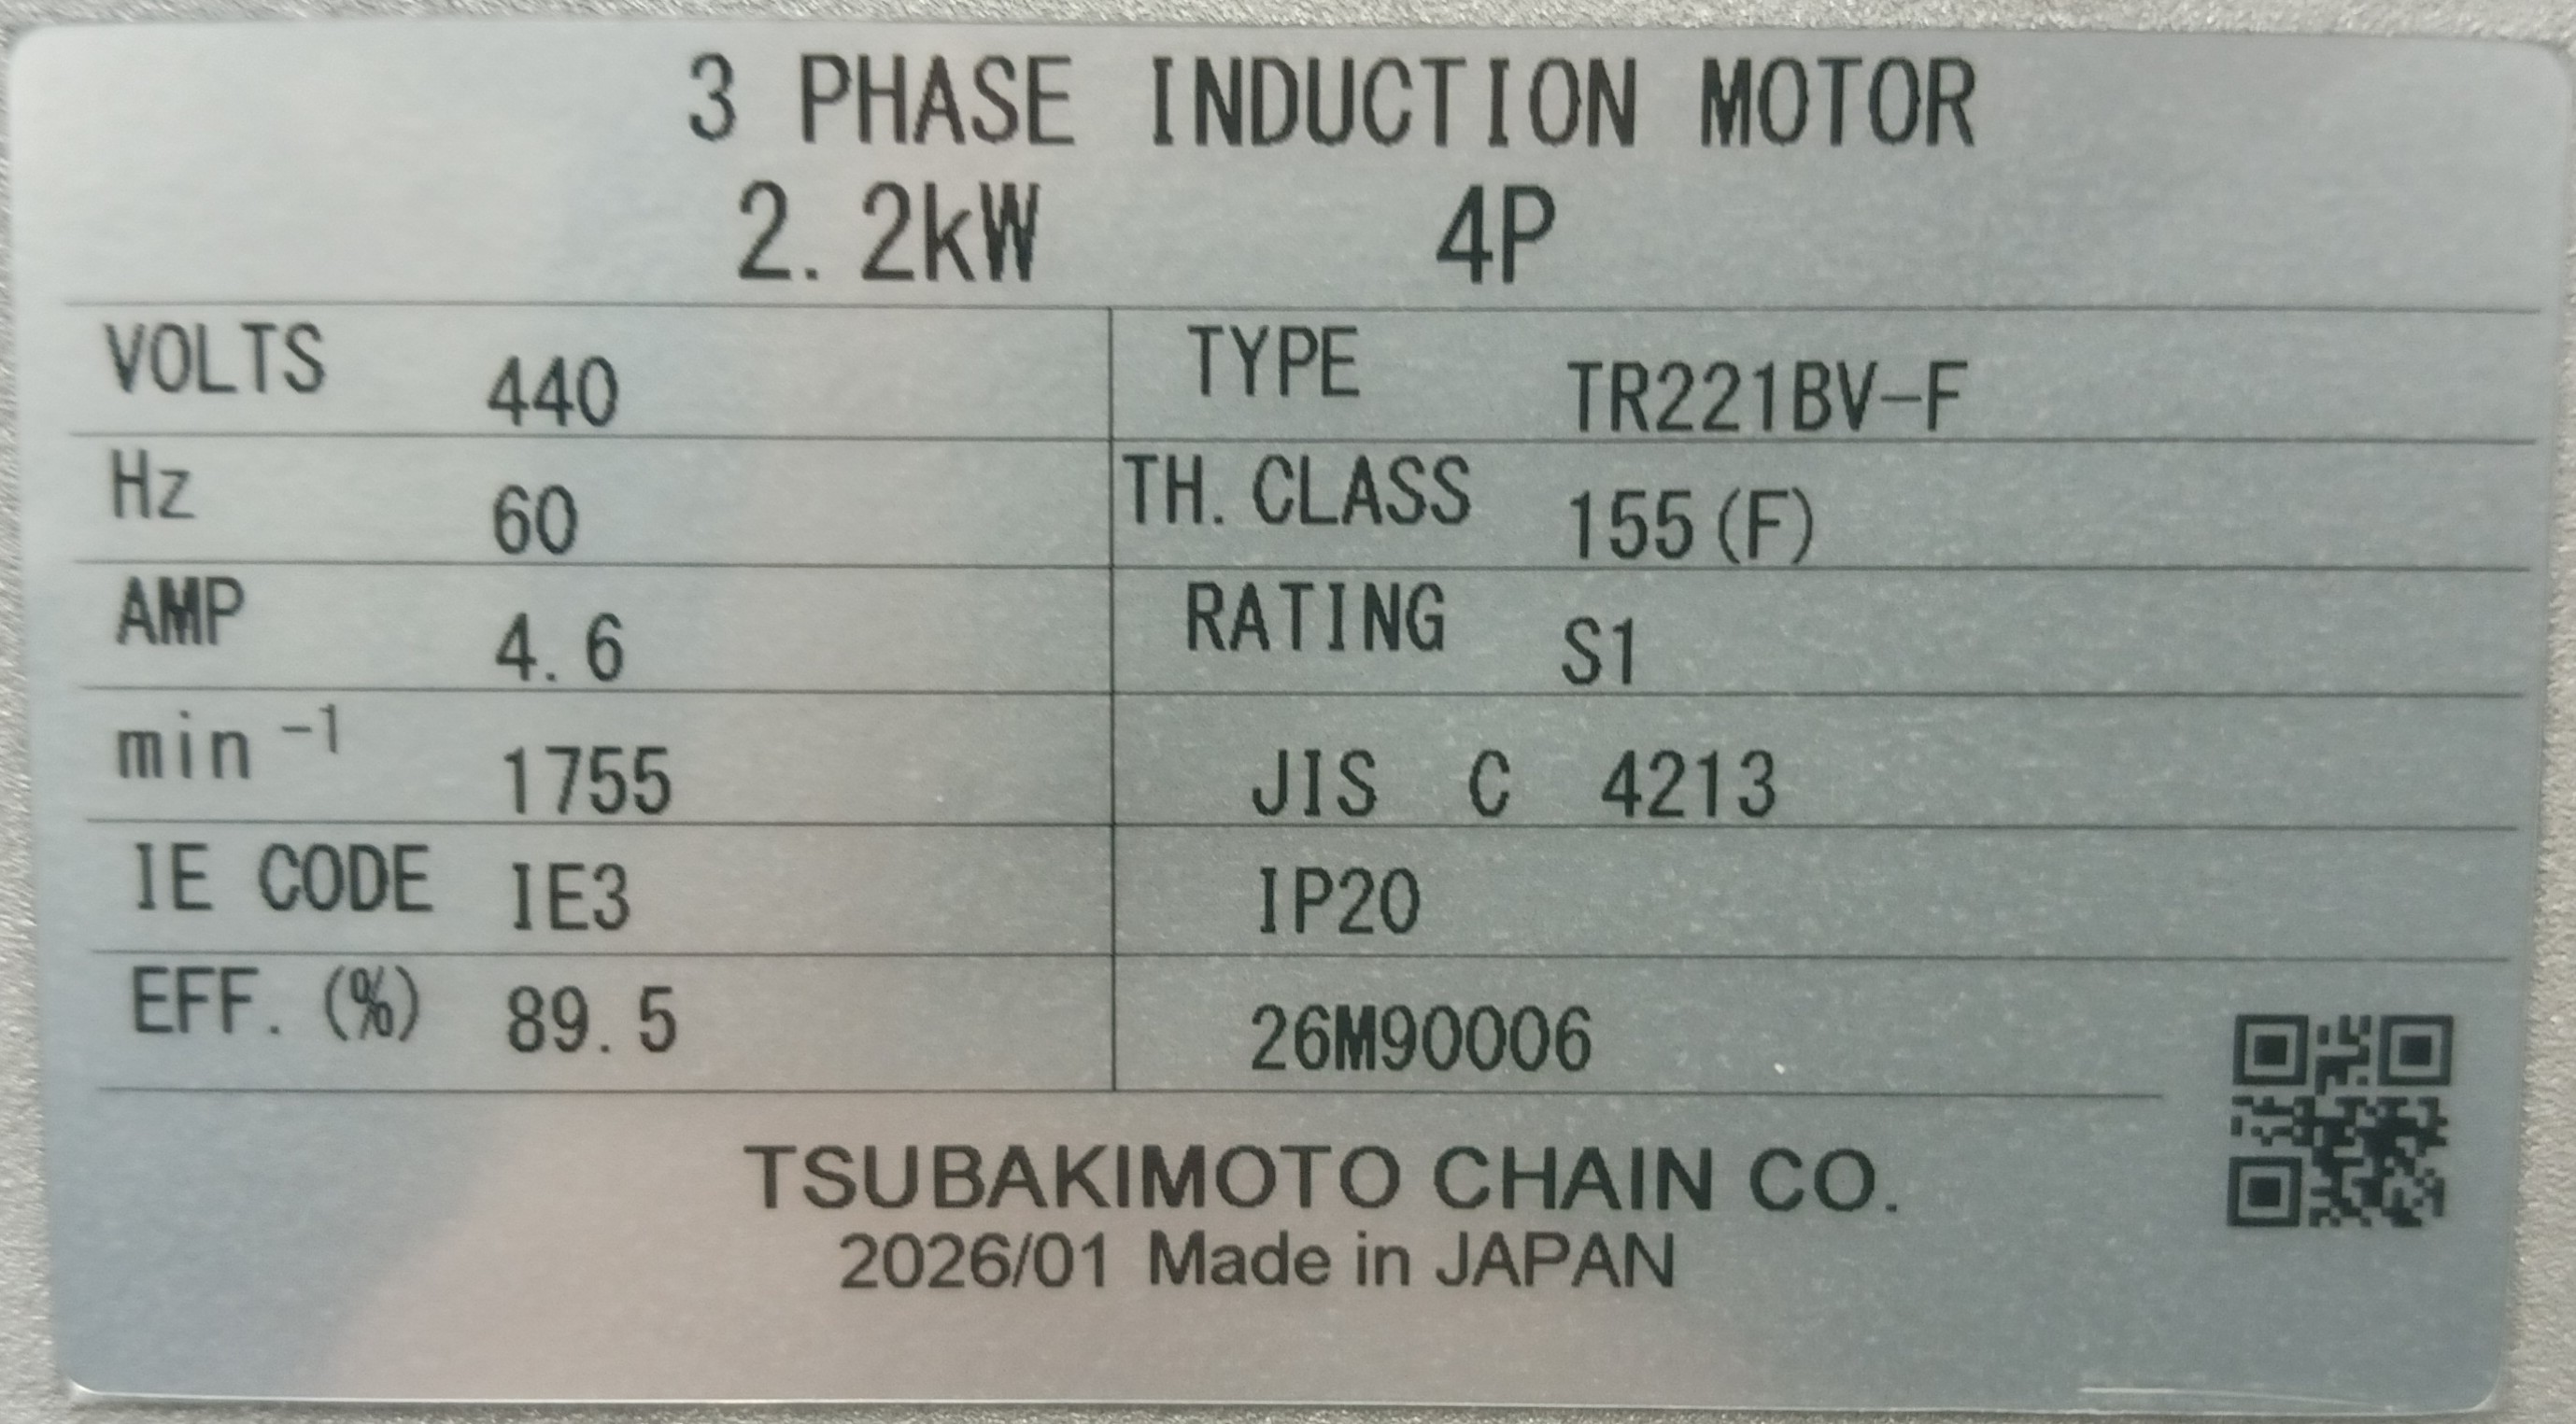 3 PHASE INDUCTION MOTOR
2.2kW 4P
VOLTS 440 TYPE TR221BV-F
Hz 60 TH.CLASS 155(F)
AMP 4.6 RATING S1
min⁻¹ 1755 JIS C 4213
IE CODE IE3 IP20
EFF.(%) 89.5 26M90006
TSUBAKIMOTO CHAIN CO.
2026/01 Made in JAPAN